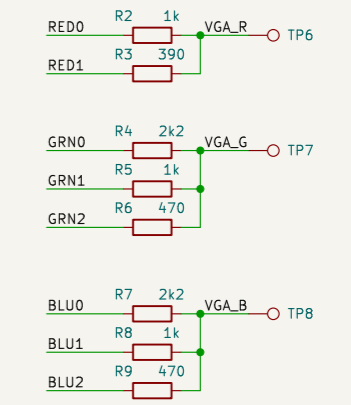 R2 1k
RED0 VGA_R TP6
R3 390
RED1
R4 2k2
GRN0 VGA_G TP7
R5 1k
GRN1
R6 470
GRN2
R7 2k2
BLU0 VGA_B TP8
R8 1k
BLU1
R9 470
BLU2